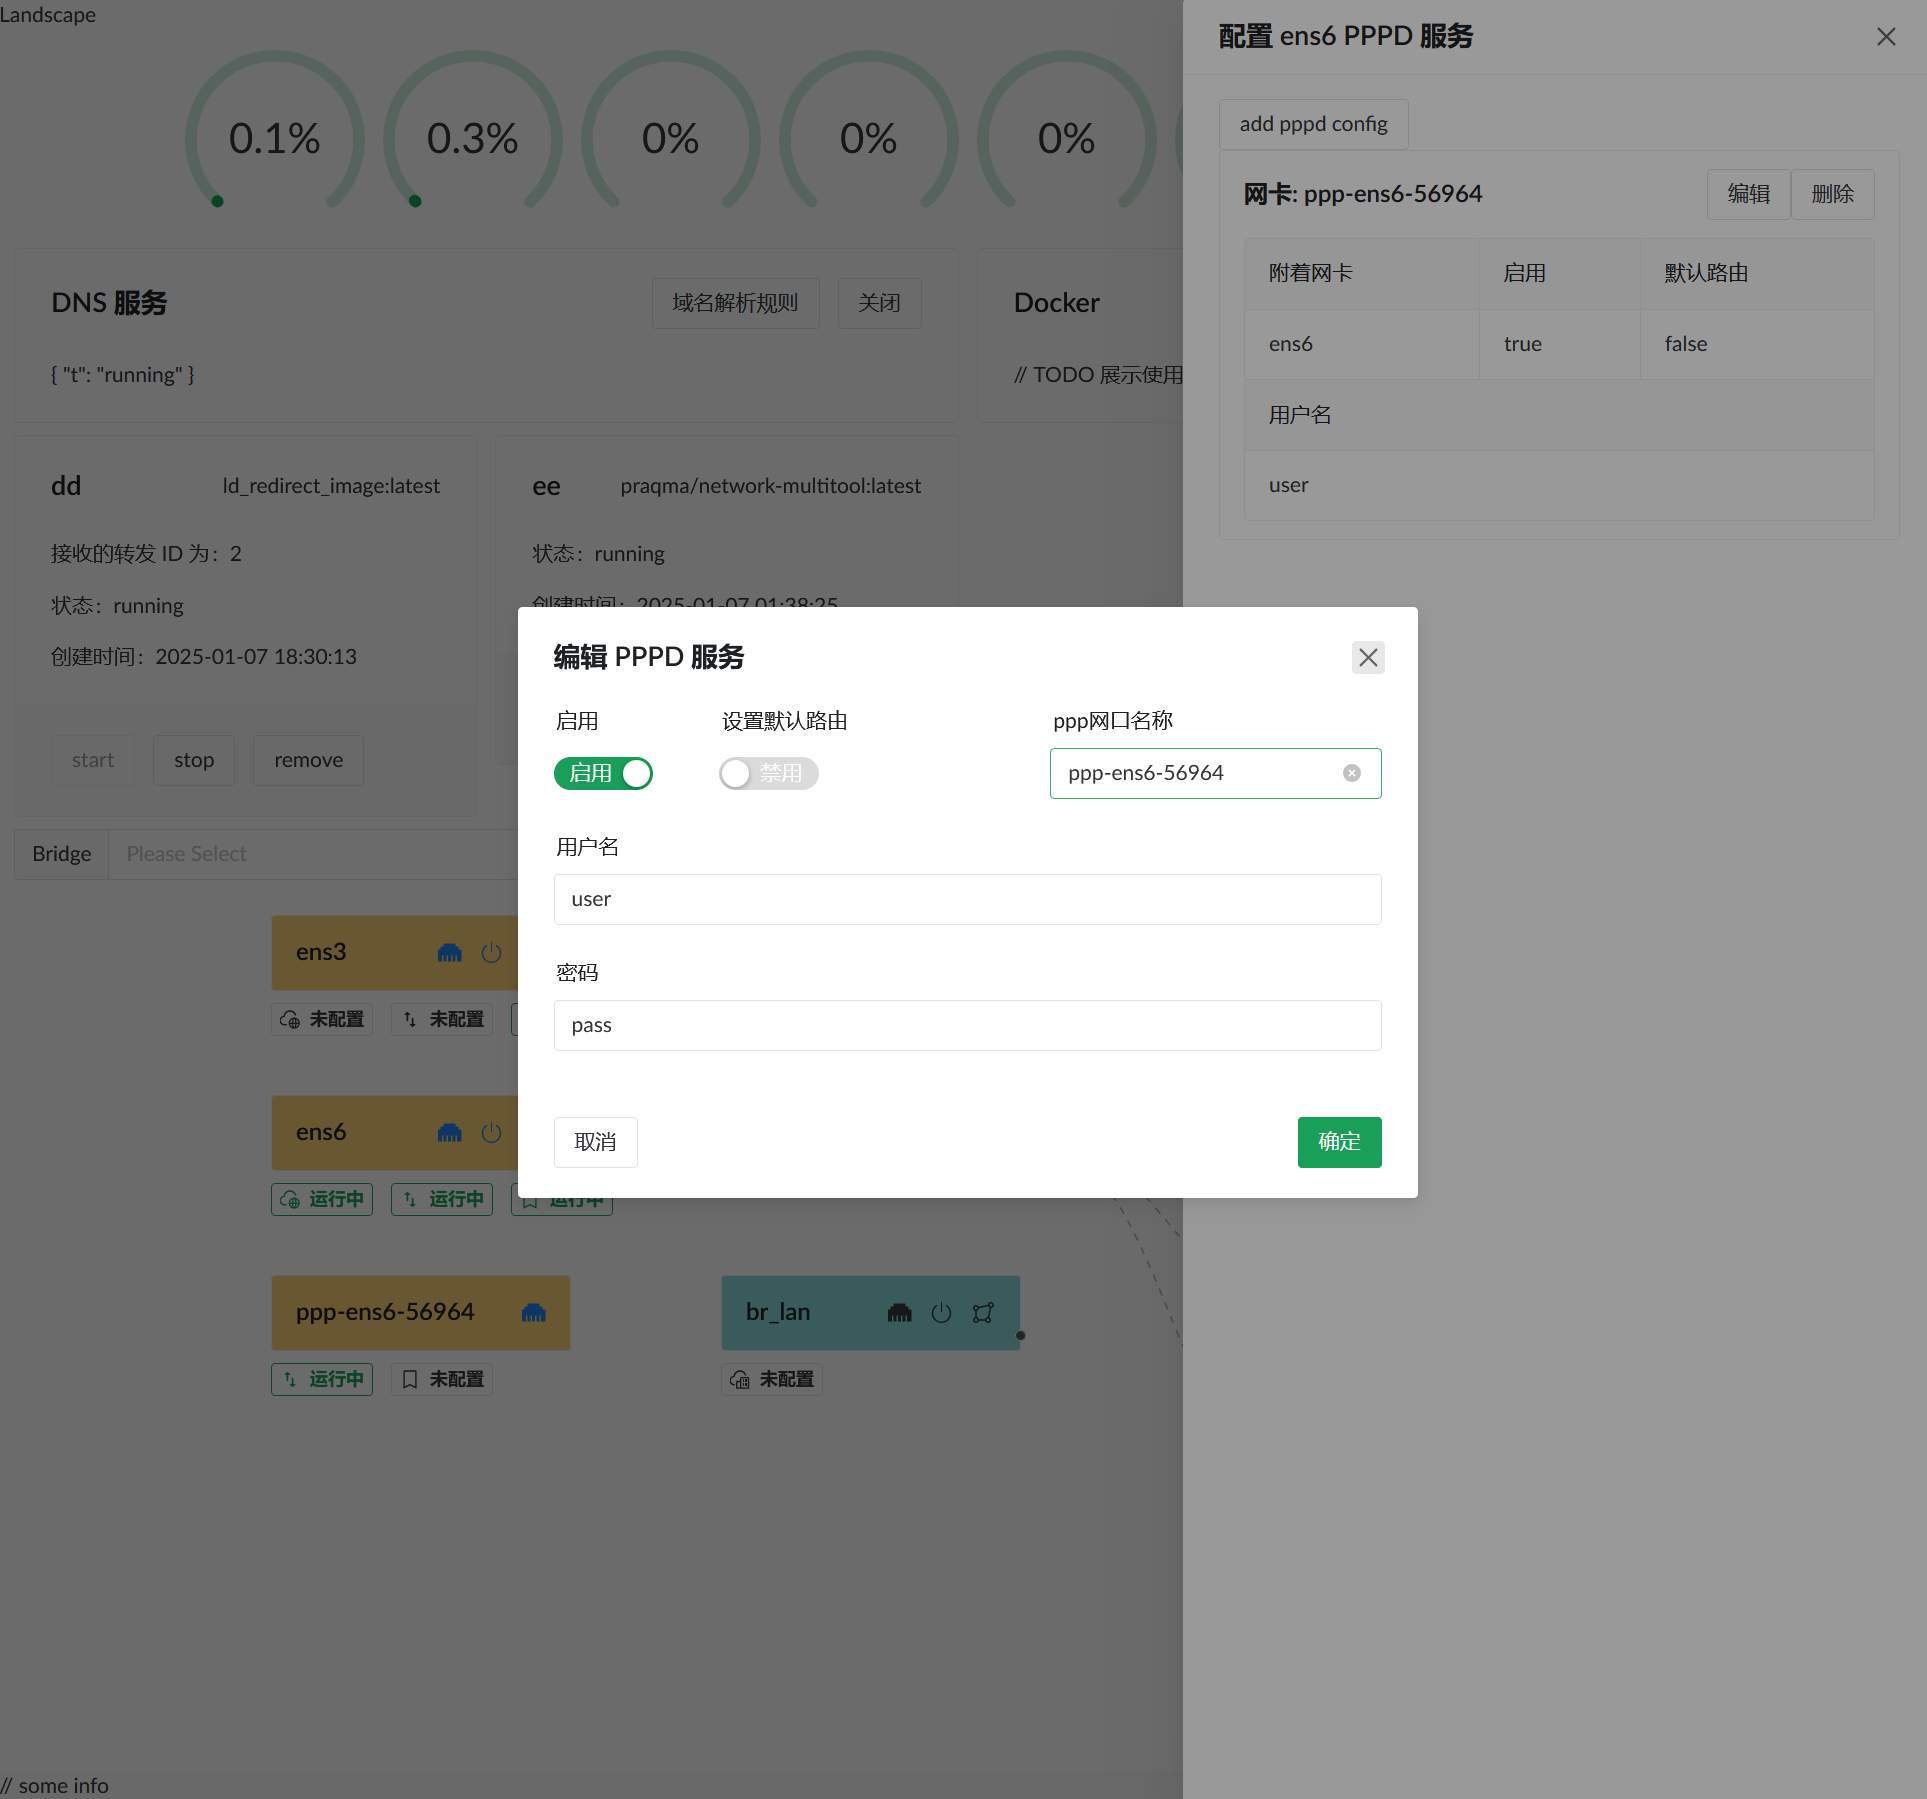 Landscape
0.1%
0.3%
0%
0%
0%
DNS 服务
域名解析规则
关闭
{ "t": "running" }
Docker
// TODO 展示使用
dd
ld_redirect_image:latest
接收的转发 ID 为：2
状态：running
创建时间：2025-01-07 18:30:13
start
stop
remove
ee
praqma/network-multitool:latest
状态：running
创建时间：2025-01-07 01:38:25
Bridge
Please Select
ens3
未配置
未配置
ens6
运行中
运行中
运行中
ppp-ens6-56964
运行中
未配置
br_lan
未配置
// some info
配置 ens6 PPPD 服务
add pppd config
网卡: ppp-ens6-56964
编辑
删除
附着网卡
启用
默认路由
ens6
true
false
用户名
user
编辑 PPPD 服务
启用
设置默认路由
ppp网口名称
启用
禁用
ppp-ens6-56964
用户名
user
密码
pass
取消
确定